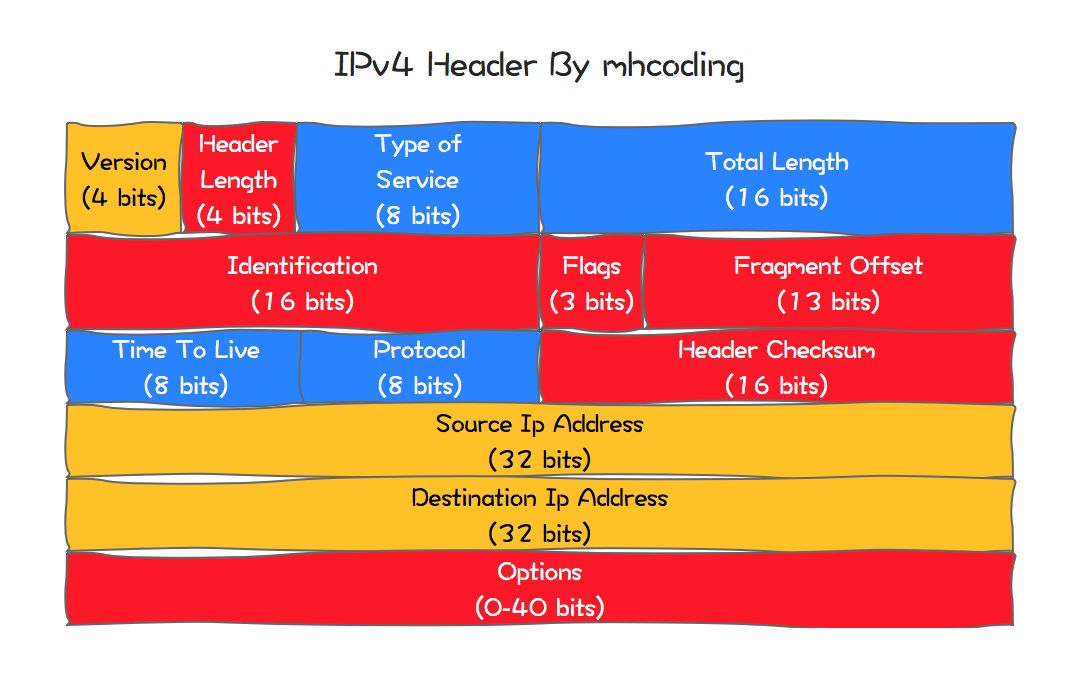 IPv4 Header By mhcoding
Version
(4 bits)
Header
Length
(4 bits)
Type of
Service
(8 bits)
Total Length
(16 bits)
Identification
(16 bits)
Flags
(3 bits)
Fragment Offset
(13 bits)
Time To Live
(8 bits)
Protocol
(8 bits)
Header Checksum
(16 bits)
Source Ip Address
(32 bits)
Destination Ip Address
(32 bits)
Options
(0-40 bits)